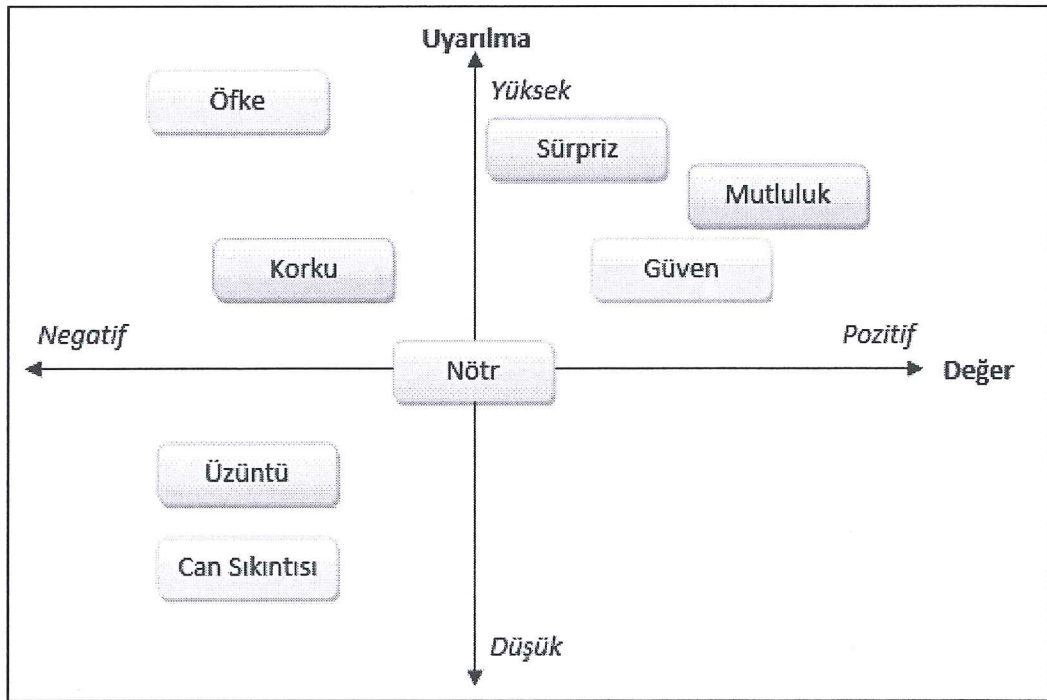 Uyarılma
Yüksek
Öfke
Sürpriz
Mutluluk
Korku
Güven
Negatif
Pozitif
Nötr
Değer
Üzüntü
Can Sıkıntısı
Düşük